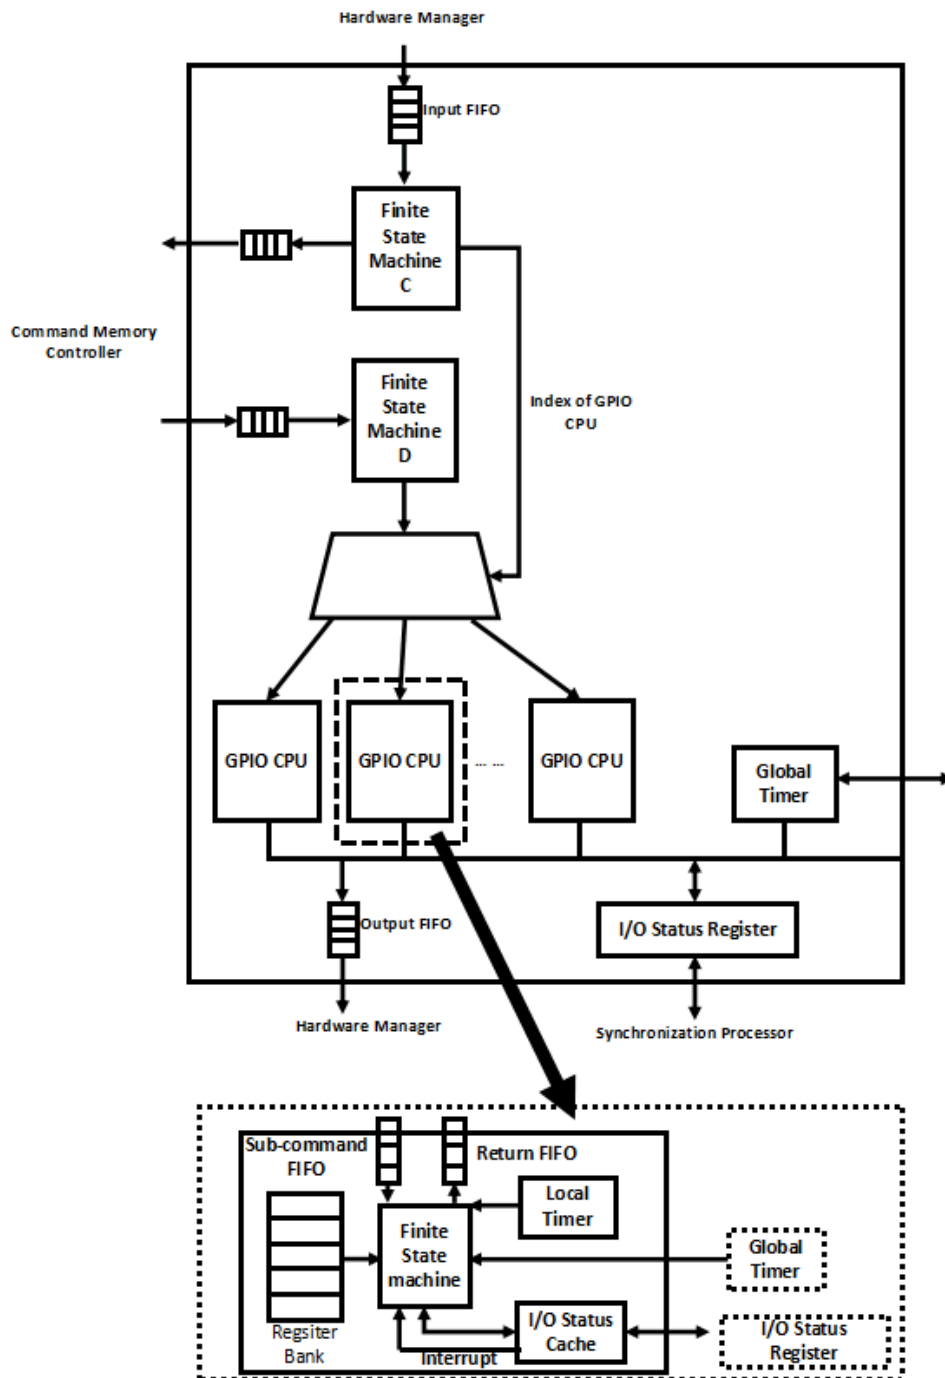 Hardware Manager
Input FIFO
Finite
State
Machine
C
Command Memory
Controller
Finite
State
Machine
D
Index of GPIO
CPU
GPIO CPU
GPIO CPU
... ...
GPIO CPU
Global
Timer
Output FIFO
I/O Status Register
Hardware Manager
Synchronization Processor
Sub-command
FIFO
Return FIFO
Local
Timer
Finite
State
machine
Global
Timer
I/O Status
Cache
I/O Status
Register
Regsiter
Bank
Interrupt